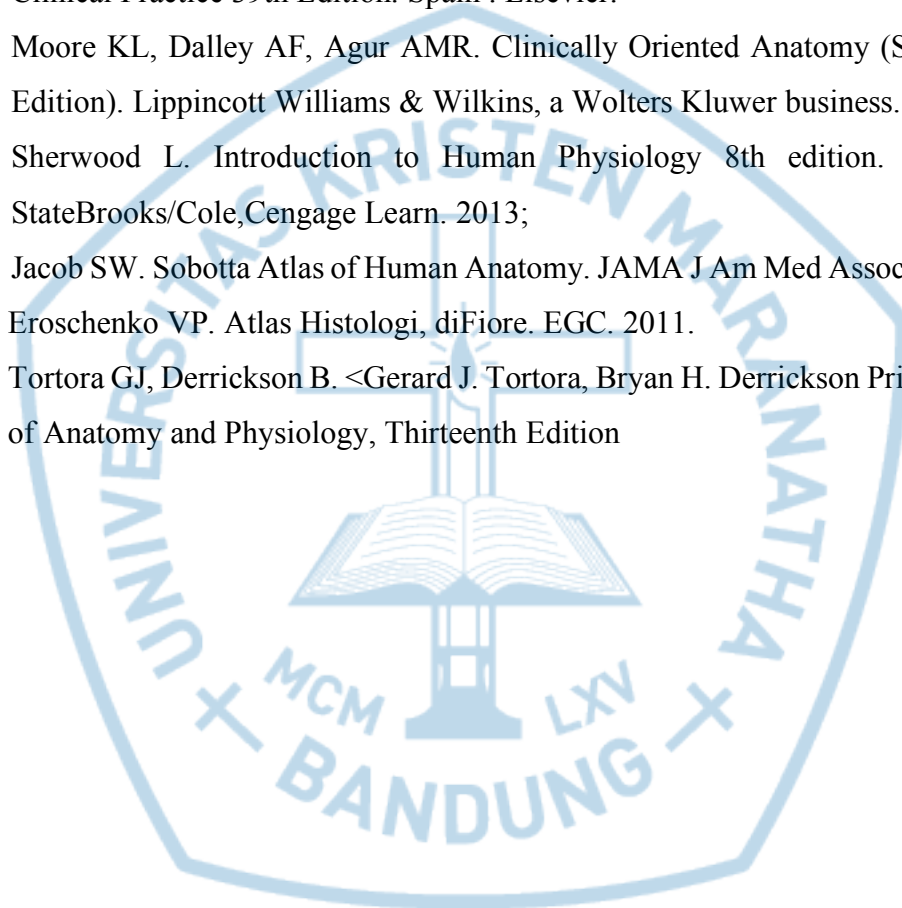 Clinical Practice 39th Edition. Spain : Elsevier.
Moore KL, Dalley AF, Agur AMR. Clinically Oriented Anatomy (S
Edition). Lippincott Williams & Wilkins, a Wolters Kluwer business.
Sherwood L. Introduction to Human Physiology 8th edition.
StateBrooks/Cole,Cengage Learn. 2013;
Jacob SW. Sobotta Atlas of Human Anatomy. JAMA J Am Med Assoc
Eroschenko VP. Atlas Histologi, diFiore. EGC. 2011.
Tortora GJ, Derrickson B. <Gerard J. Tortora, Bryan H. Derrickson Pri
of Anatomy and Physiology, Thirteenth Edition
UNIVERSITAS KRISTEN MARANATHA
MCM LXV
BANDUNG